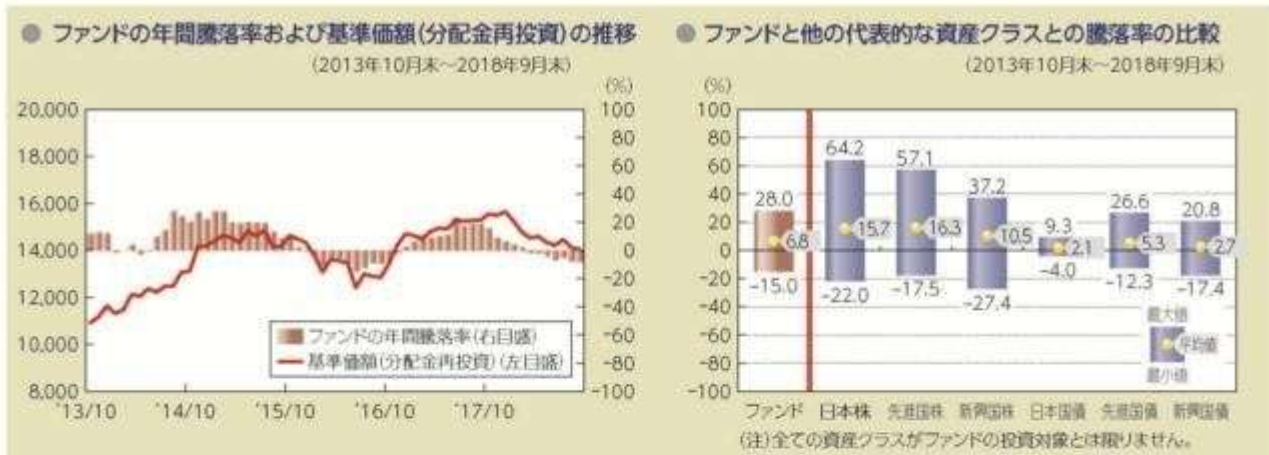 ● ファンドの年間騰落率および基準価額(分配金再投資)の推移
(2013年10月末～2018年9月末)
(%)
20,000
18,000
16,000
14,000
12,000
10,000
8,000
100
80
60
40
20
0
-20
-40
-60
-80
-100
ファンドの年間騰落率(右目盛)
基準価額(分配金再投資)(左目盛)
'13/10 '14/10 '15/10 '16/10 '17/10
● ファンドと他の代表的な資産クラスとの騰落率の比較
(2013年10月末～2018年9月末)
(%)
100
80
60
40
20
0
-20
-40
-60
-80
-100
28.0 64.2 57.1 37.2 9.3 26.6 20.8
6.8 15.7 16.3 10.5 2.1 5.3 2.7
-15.0 -22.0 -17.5 -27.4 -4.0 -12.3 -17.4
最大値
平均値
最小値
ファンド 日本株 先進国株 新興国株 日本国債 先進国債 新興国債
(注)全ての資産クラスがファンドの投資対象とは限りません。